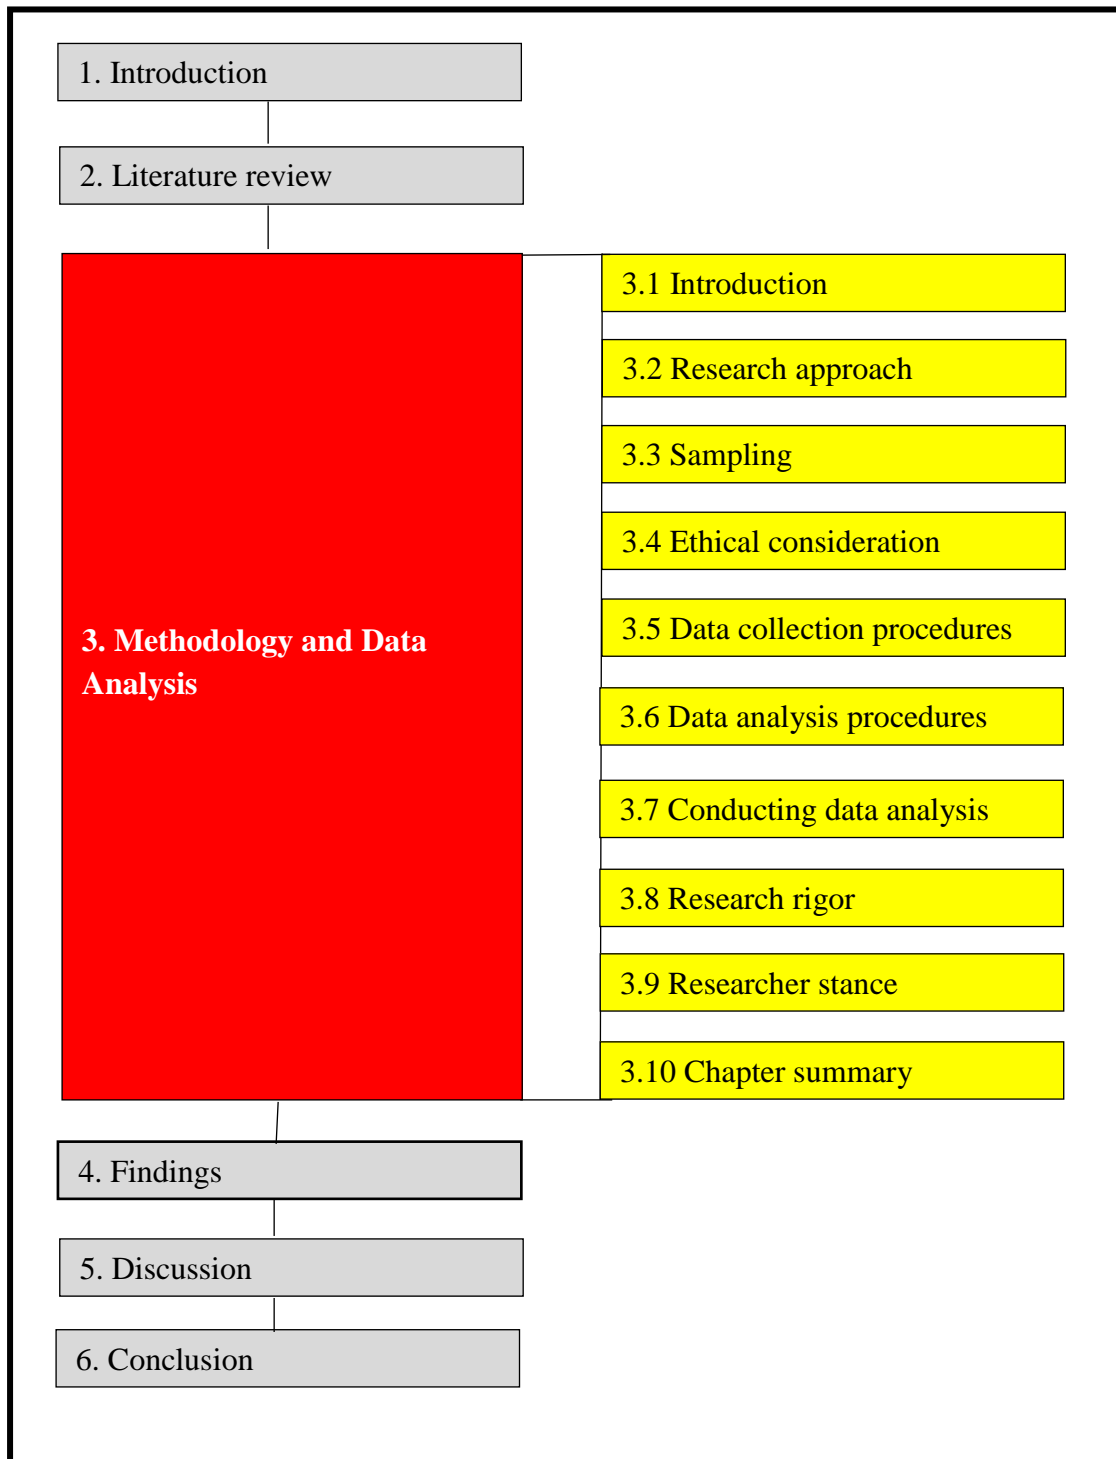 1. Introduction
2. Literature review
3. Methodology and Data
Analysis
3.1 Introduction
3.2 Research approach
3.3 Sampling
3.4 Ethical consideration
3.5 Data collection procedures
3.6 Data analysis procedures
3.7 Conducting data analysis
3.8 Research rigor
3.9 Researcher stance
3.10 Chapter summary
4. Findings
5. Discussion
6. Conclusion